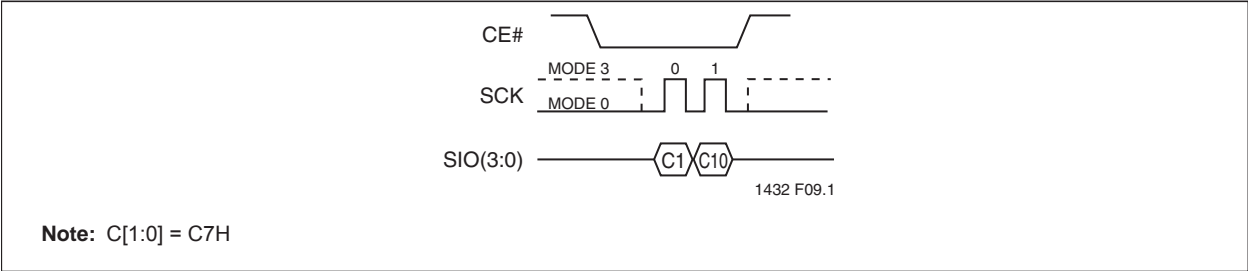 CE#
MODE 3 0 1
SCK
MODE 0
SIO(3:0) C1 C10
1432 F09.1
Note: C[1:0] = C7H